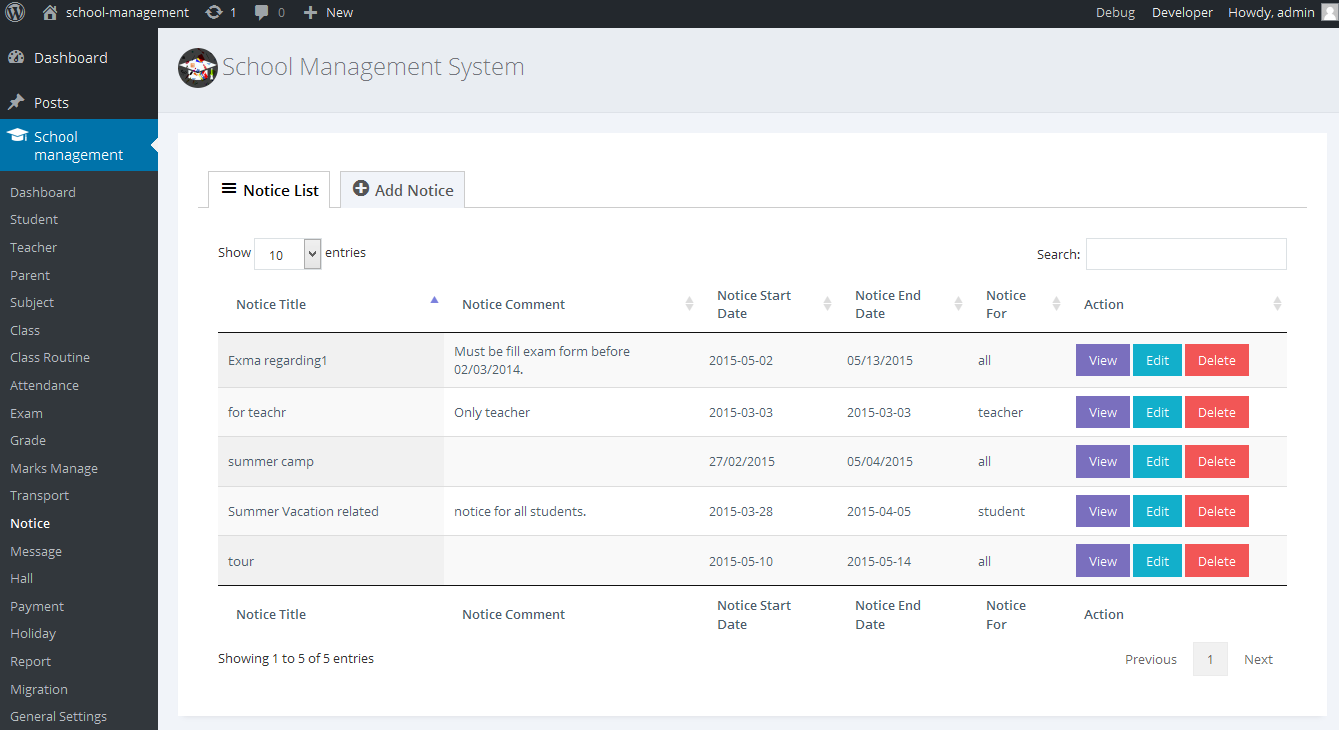 school-management 1 0 New Debug Developer Howdy, admin
Dashboard
Posts
School
management
Dashboard
Student
Teacher
Parent
Subject
Class
Class Routine
Attendance
Exam
Grade
Marks Manage
Transport
Notice
Message
Hall
Payment
Holiday
Report
Migration
General Settings
School Management System
Notice List Add Notice
Show 10 entries Search:
Notice Title Notice Comment Notice Start Date Notice End Date Notice For Action
Exma regarding1 Must be fill exam form before 02/03/2014. 2015-05-02 05/13/2015 all View Edit Delete
for teachr Only teacher 2015-03-03 2015-03-03 teacher View Edit Delete
summer camp 27/02/2015 05/04/2015 all View Edit Delete
Summer Vacation related notice for all students. 2015-03-28 2015-04-05 student View Edit Delete
tour 2015-05-10 2015-05-14 all View Edit Delete
Notice Title Notice Comment Notice Start Date Notice End Date Notice For Action
Showing 1 to 5 of 5 entries Previous 1 Next